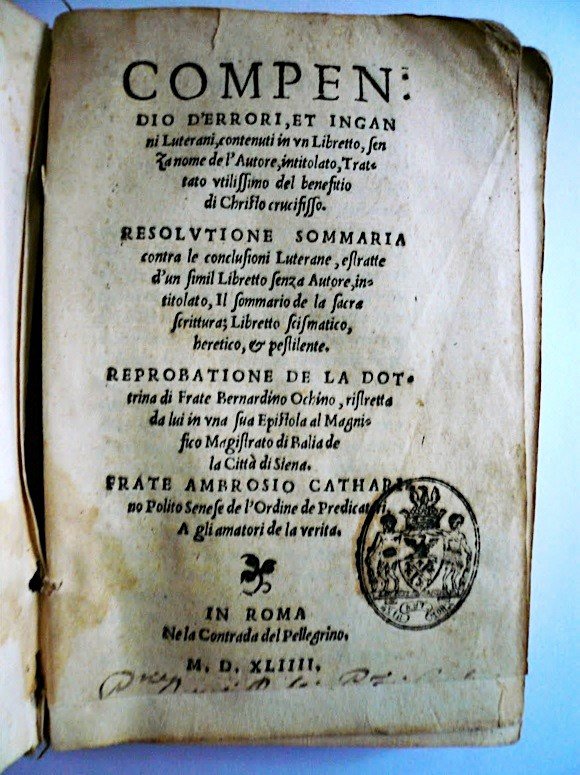 COMPEN:
DIO D'ERRORI, ET INGAN
ni Luterani, contenuti in vn Libretto, ſen
za nome de l'Autore, intitolato, Trat-
tato vtiliſſimo del benefitio
di Chriſto crucifiſſo.
RESOLVTIONE SOMMARIA
contra le concluſioni Luterane, eſtratte
d'un ſimil Libretto ſenza Autore, in-
titolato, Il ſommario de la ſacra
ſcrittura; Libretto ſciſmatico,
heretico, & peſtilente.
REPROBATIONE DE LA DOT-
trina di Frate Bernardino Ochino, riſtretta
da lui in vna ſua Epiſtola al Magni-
fico Magiſtrato di Balia de
la Città di Siena.
FRATE AMBROSIO CATHARI-
no Polito Seneſe de l'Ordine de Predicatori.
A gli amatori de la verita.
IN ROMA
Ne la Contrada del Pellegrino.
M. D. XLIIII.